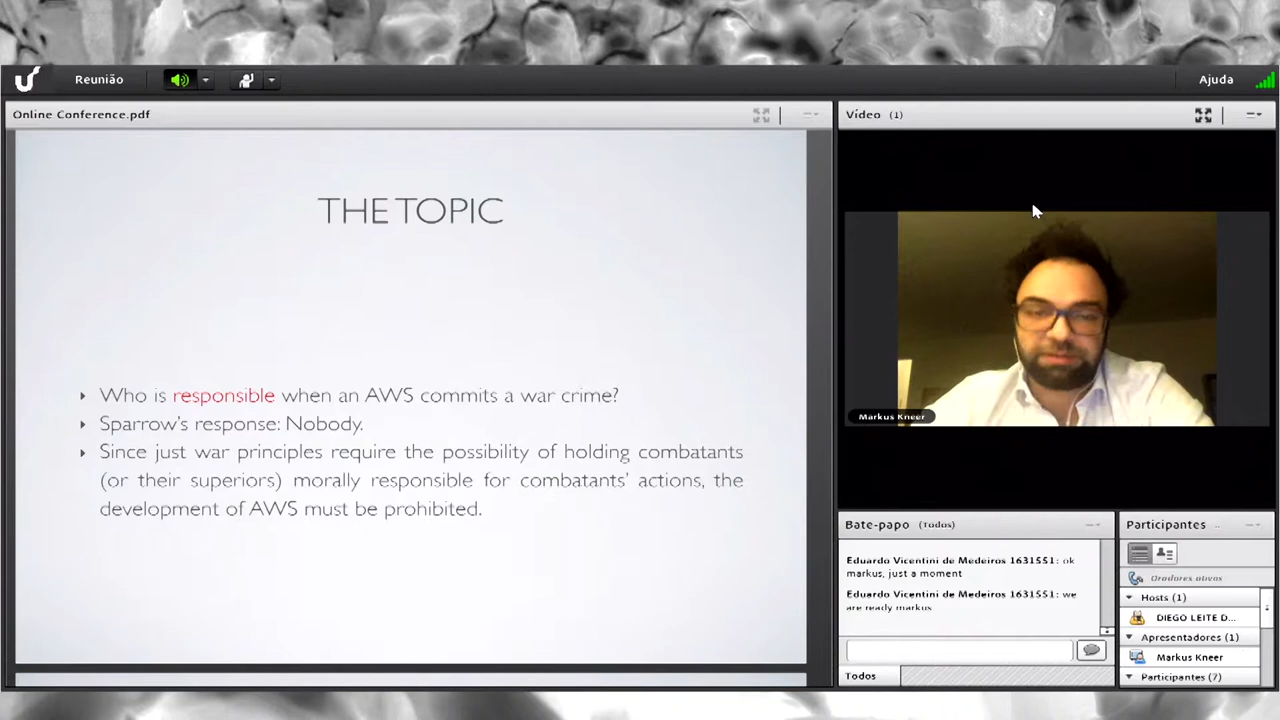 Reunião
Ajuda
Online Conference.pdf
Vídeo (1)
THE TOPIC
Who is responsible when an AWS commits a war crime?
Sparrow's response: Nobody.
Since just war principles require the possibility of holding combatants
(or their superiors) morally responsible for combatants' actions, the
development of AWS must be prohibited.
Markus Kneer
Bate-papo (Todos)
Eduardo Vicentini de Medeiros 1631551: ok
markus, just a moment
Eduardo Vicentini de Medeiros 1631551: we
are ready markus
Todos
Participantes ..
Oradores ativos
Hosts (1)
DIEGO LEITE D...
Apresentadores (1)
Markus Kneer
Participantes (7)